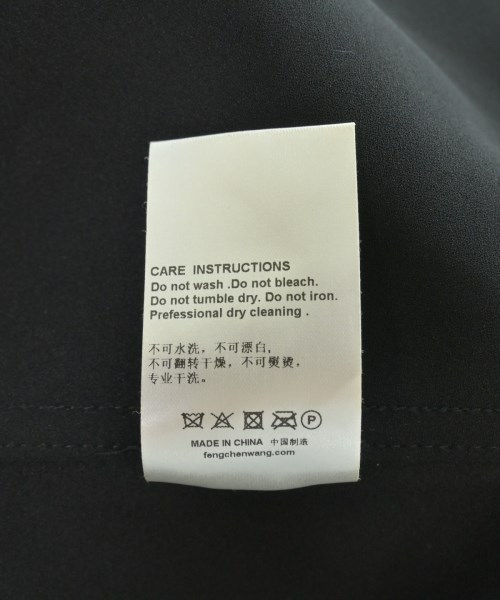 CARE INSTRUCTIONS
Do not wash .Do not bleach.
Do not tumble dry. Do not iron.
Prefessional dry cleaning .
不可水洗，不可漂白,
不可翻转干燥，不可熨烫，
专业干洗。
P
MADE IN CHINA 中国制造
fengchenwang.com